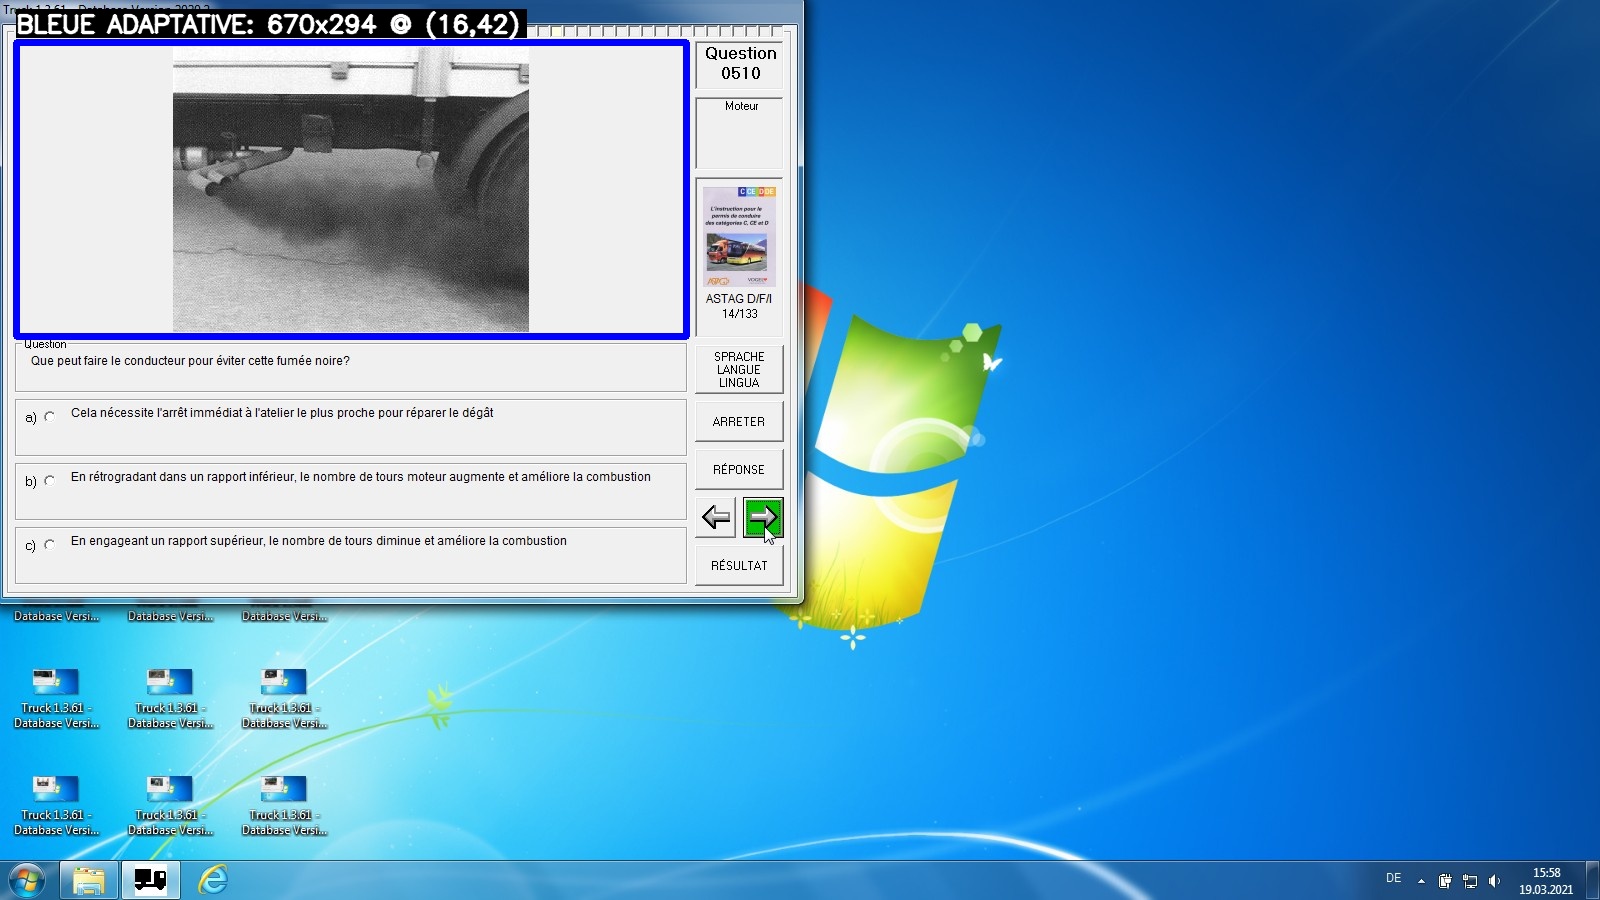 Truck 1.3.61 - Database Version 2020.2
BLEUE ADAPTATIVE: 670x294 @ (16,42)
Question
0510
Moteur
C CE D DE
L'instruction pour le
permis de conduire
des catégories C, CE et D
ASTAG D/F/I
14/133
Question
Que peut faire le conducteur pour éviter cette fumée noire?
a) Cela nécessite l'arrêt immédiat à l'atelier le plus proche pour réparer le dégât
b) En rétrogradant dans un rapport inférieur, le nombre de tours moteur augmente et améliore la combustion
c) En engageant un rapport supérieur, le nombre de tours diminue et améliore la combustion
SPRACHE
LANGUE
LINGUA
ARRETER
RÉPONSE
RÉSULTAT
Database Versi...
Database Versi...
Database Versi...
Truck 1.3.61 -
Database Versi...
Truck 1.3.61 -
Database Versi...
Truck 1.3.61 -
Database Versi...
Truck 1.3.61 -
Database Versi...
Truck 1.3.61 -
Database Versi...
Truck 1.3.61 -
Database Versi...
DE
15:58
19.03.2021